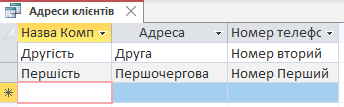 Адреси клієнтів
Назва Комп Адреса Номер телефо
Другість Друга Номер вторий
Першість Першочергова Номер Перший